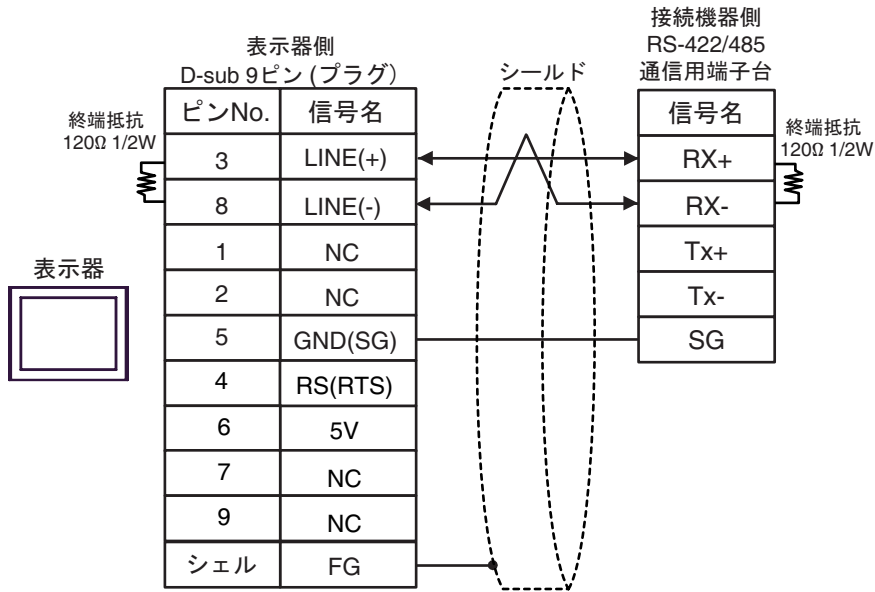 接続機器側
RS-422/485
通信用端子台
表示器側
D-sub 9ピン (プラグ)
シールド
ピンNo. 信号名
信号名
終端抵抗
120Ω 1/2W
終端抵抗
120Ω 1/2W
3 LINE(+)
RX+
8 LINE(-)
RX-
1 NC
Tx+
表示器
2 NC
Tx-
5 GND(SG)
SG
4 RS(RTS)
6 5V
7 NC
9 NC
シェル FG